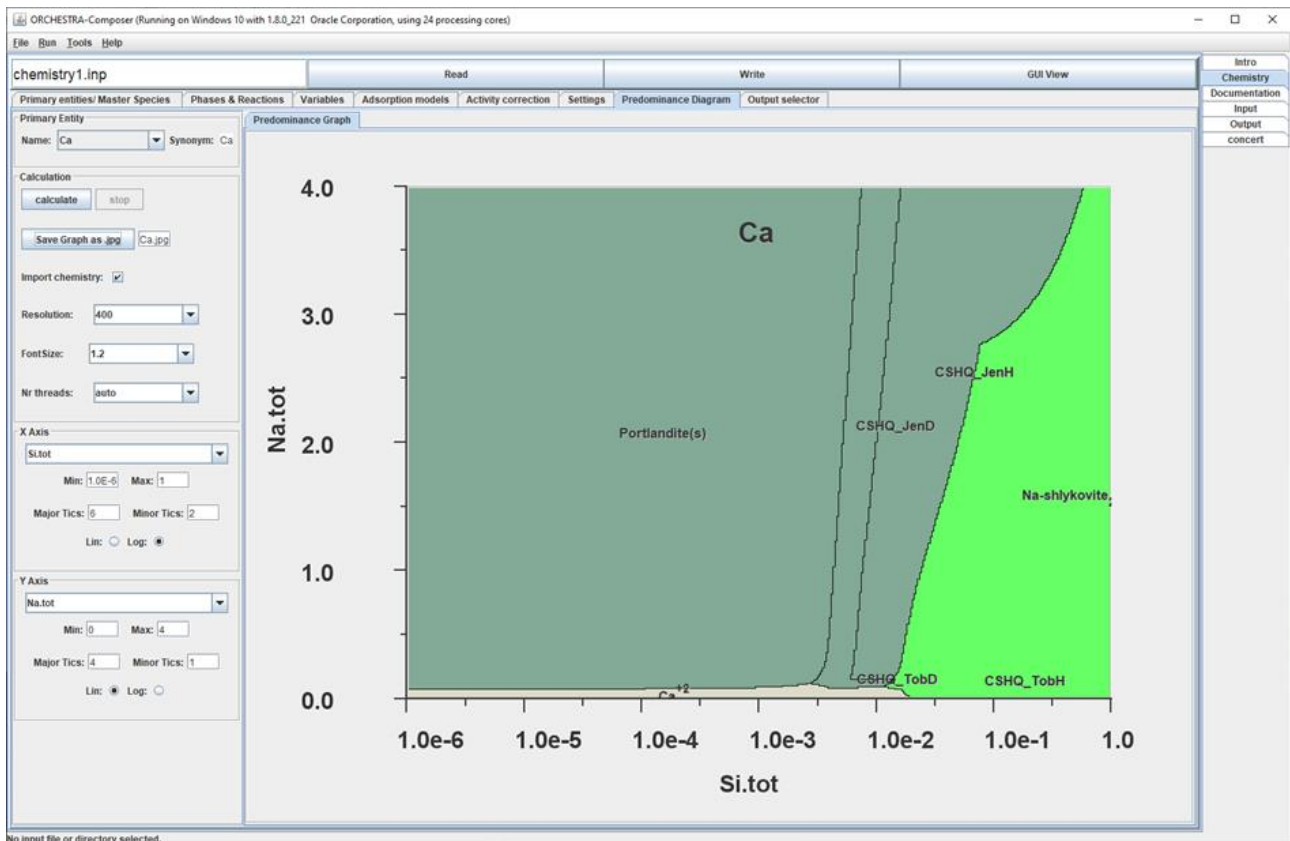 ORCHESTRA-Composer (Running on Windows 10 with 1.8.0_221 Oracle Corporation, using 24 processing cores)
File Run Tools Help
chemistry1.inp Read Write GUI View
Intro
Chemistry
Documentation
Input
Output
concert
Primary entities/ Master Species Phases & Reactions Variables Adsorption models Activity correction Settings Predominance Diagram Output selector
Primary Entity
Name: Ca Synonym: Ca
Calculation
calculate stop
Save Graph as .jpg Ca.jpg
Import chemistry:
Resolution: 400
FontSize: 1.2
Nr threads: auto
X Axis
Si.tot
Min: 1.0E-6 Max: 1
Major Tics: 6 Minor Tics: 2
Lin: Log:
Y Axis
Na.tot
Min: 0 Max: 4
Major Tics: 4 Minor Tics: 1
Lin: Log:
Predominance Graph
Ca
4.0
3.0
2.0
1.0
0.0
Na.tot
CSHQ_JenH
CSHQ_JenD
Portlandite(s)
Na-shlykovite
CSHQ_TobD
CSHQ_TobH
Ca+2
1.0e-6 1.0e-5 1.0e-4 1.0e-3 1.0e-2 1.0e-1 1.0
Si.tot
No input file or directory selected.